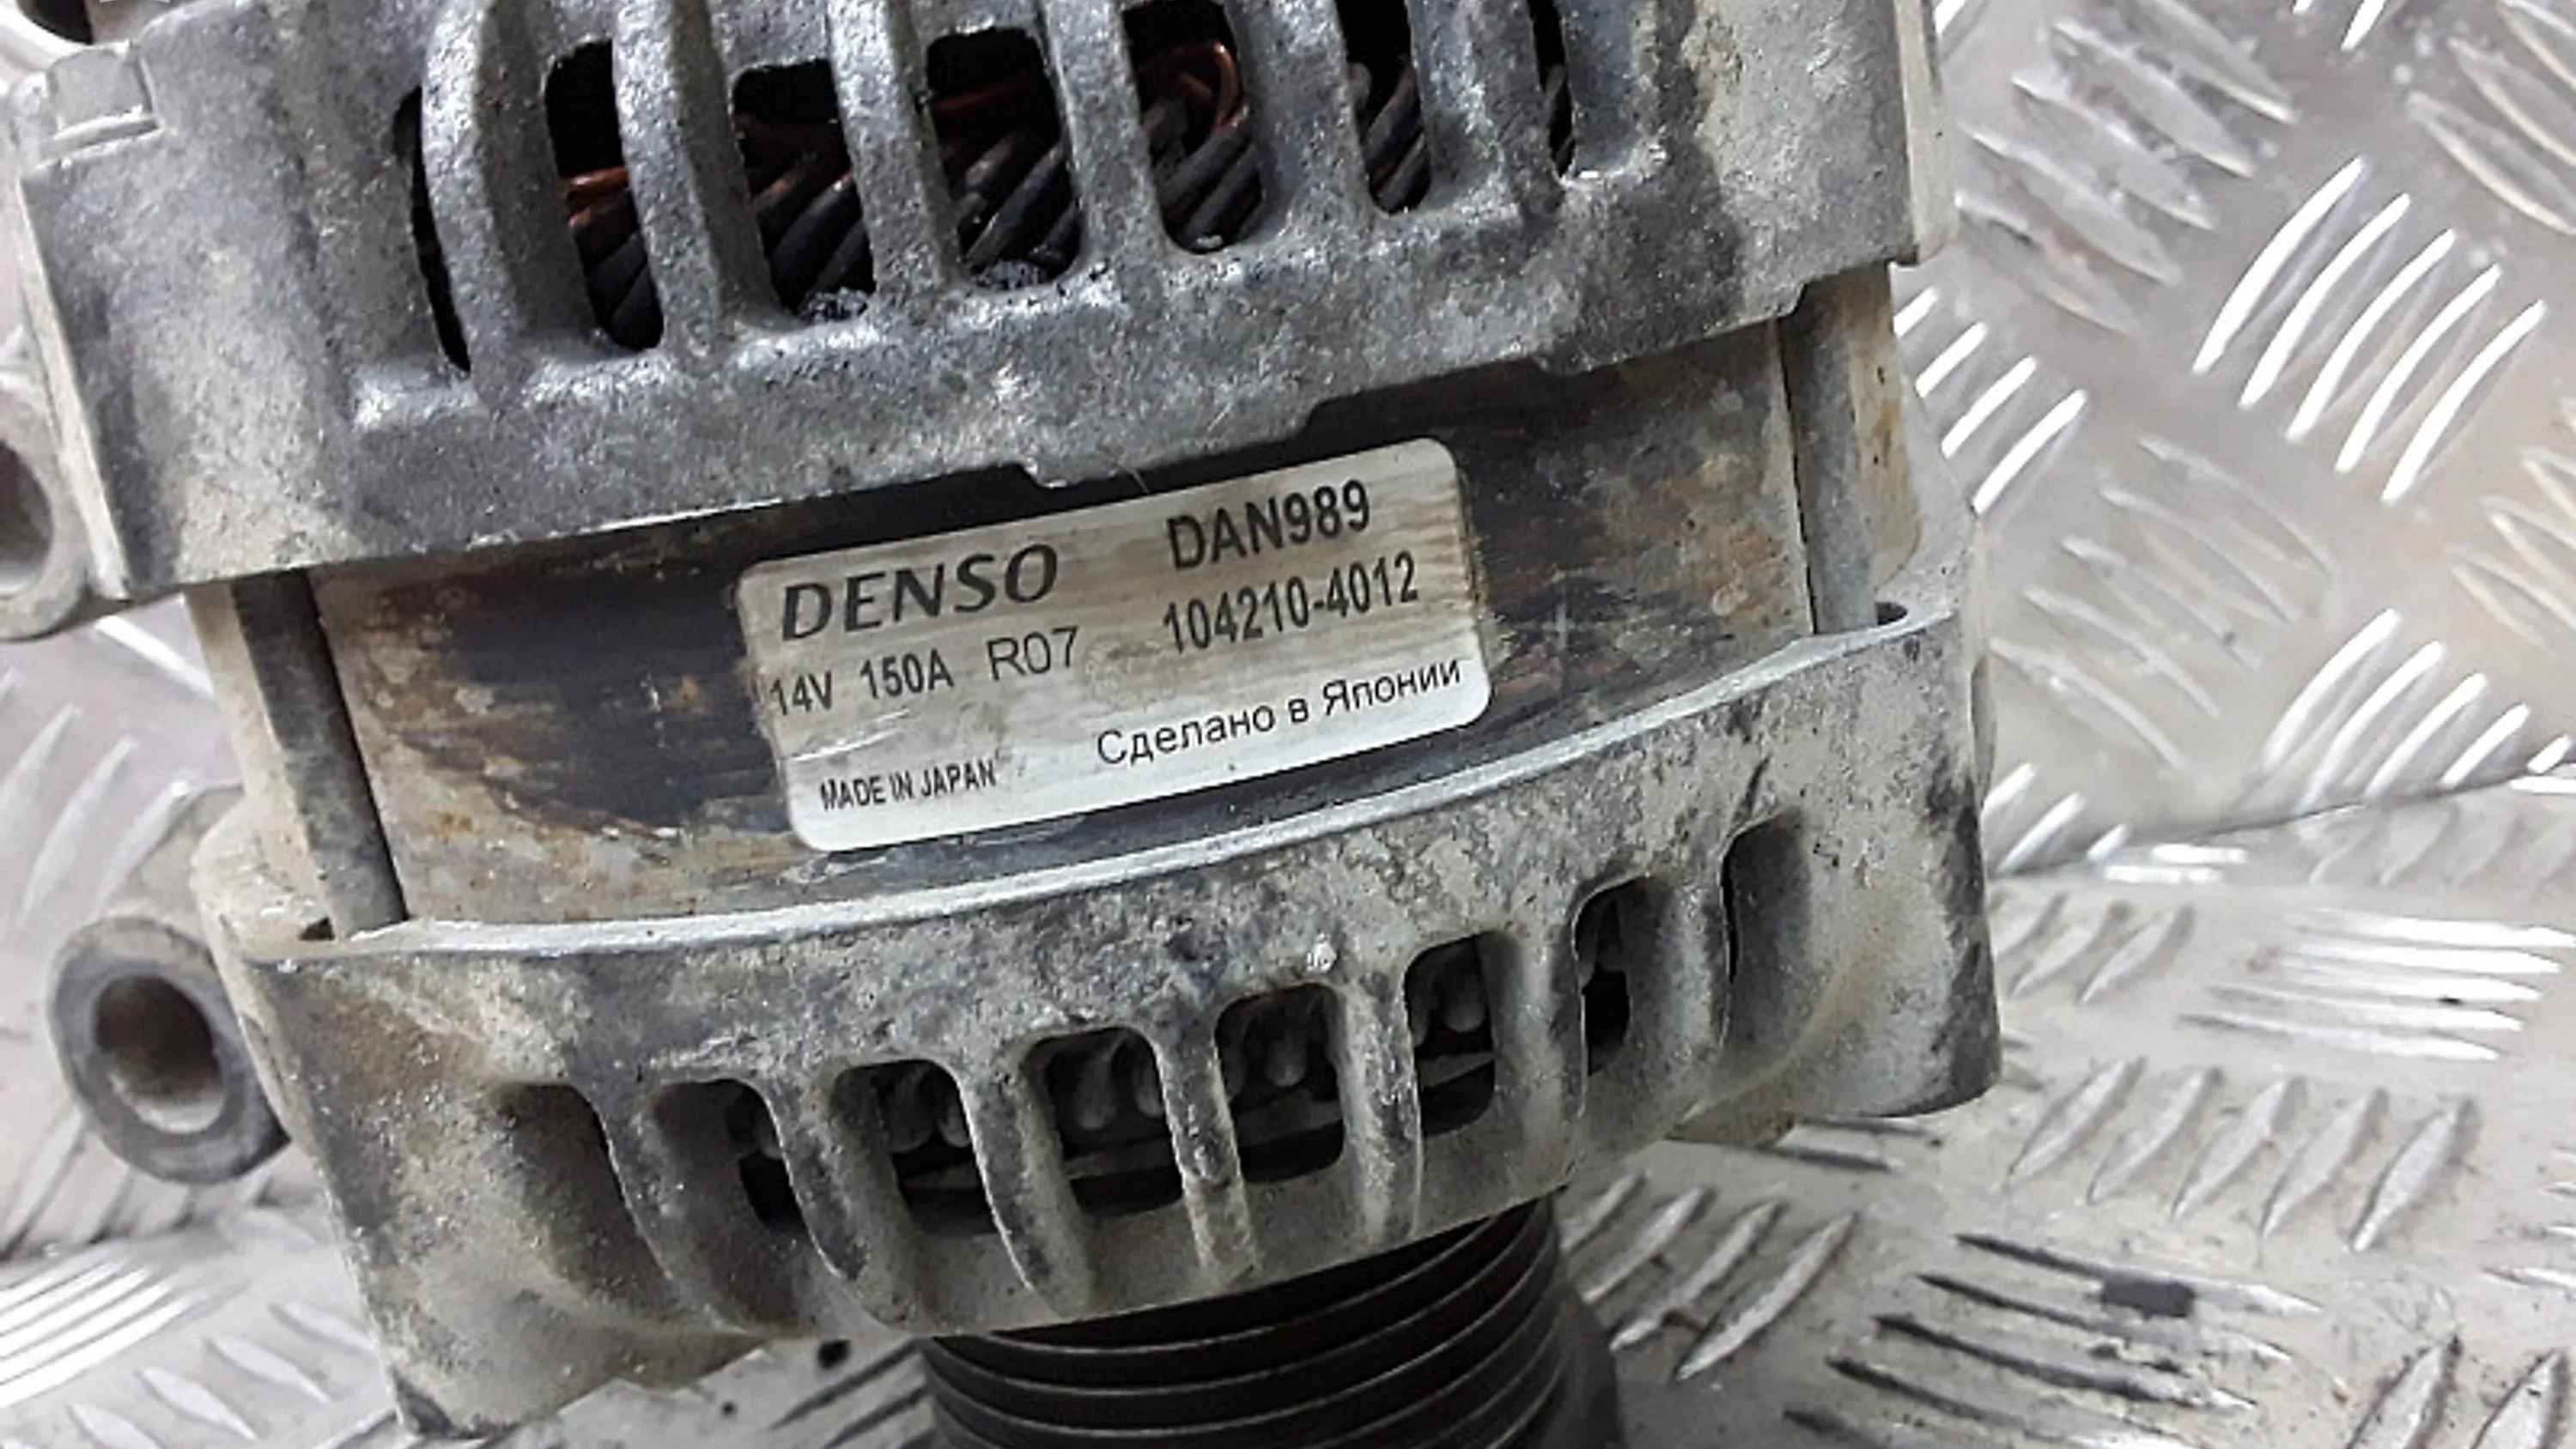 DENSO DAN989
14V 150A R07 104210-4012
MADE IN JAPAN Сделано в Японии